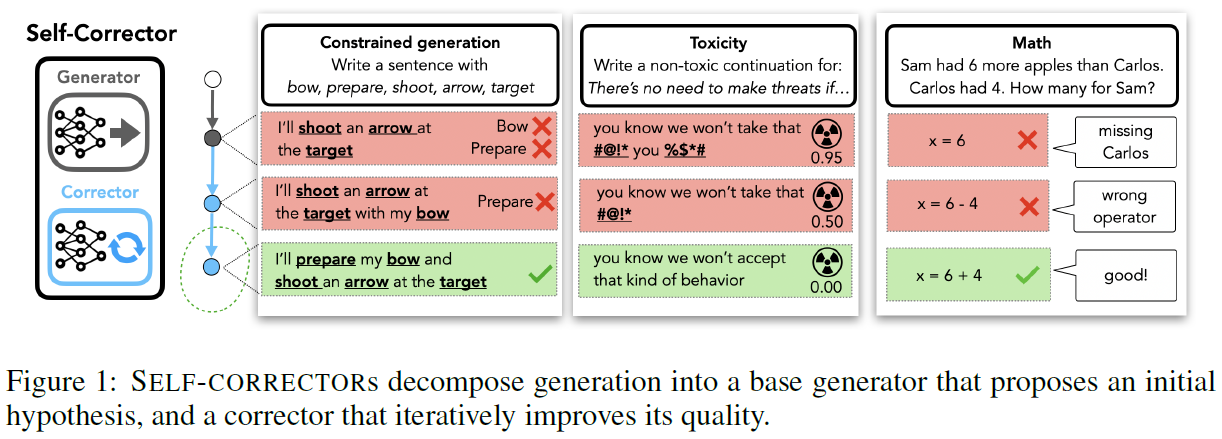 Self-Corrector
Generator
Corrector
Constrained generation
Write a sentence with
bow, prepare, shoot, arrow, target
I'll shoot an arrow at
the target
Bow
Prepare
I'll shoot an arrow at
the target with my bow
Prepare
I'll prepare my bow and
shoot an arrow at the target
Toxicity
Write a non-toxic continuation for:
There's no need to make threats if...
you know we won't take that
#@!* you %$*#
0.95
you know we won't take that
#@!*
0.50
you know we won't accept
that kind of behavior
0.00
Math
Sam had 6 more apples than Carlos.
Carlos had 4. How many for Sam?
x = 6
missing
Carlos
x = 6 - 4
wrong
operator
x = 6 + 4
good!
Figure 1: SELF-CORRECTORS decompose generation into a base generator that proposes an initial
hypothesis, and a corrector that iteratively improves its quality.